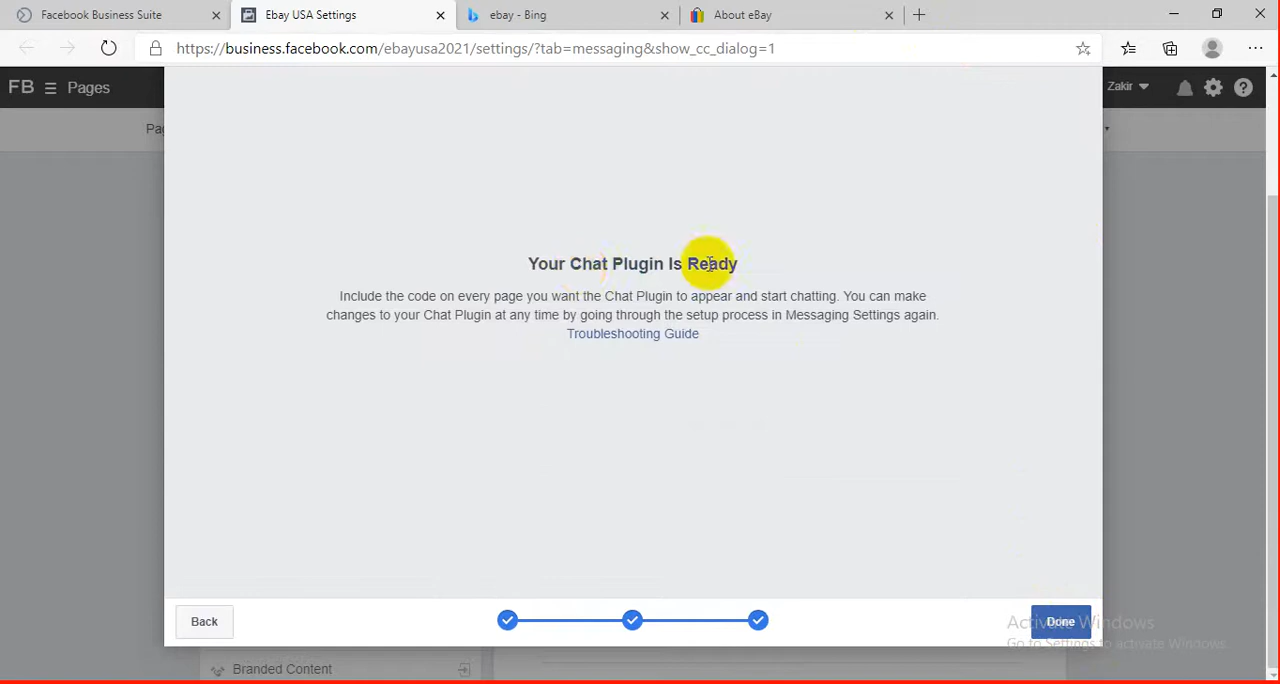 Facebook Business Suite
Ebay USA Settings
ebay - Bing
About eBay
https://business.facebook.com/ebayusa2021/settings/?tab=messaging&show_cc_dialog=1
FB Pages
Zakir
Your Chat Plugin Is Ready
Include the code on every page you want the Chat Plugin to appear and start chatting. You can make
changes to your Chat Plugin at any time by going through the setup process in Messaging Settings again.
Troubleshooting Guide
Back
Done
Activate Windows
Go to Settings to activate Windows.
Branded Content